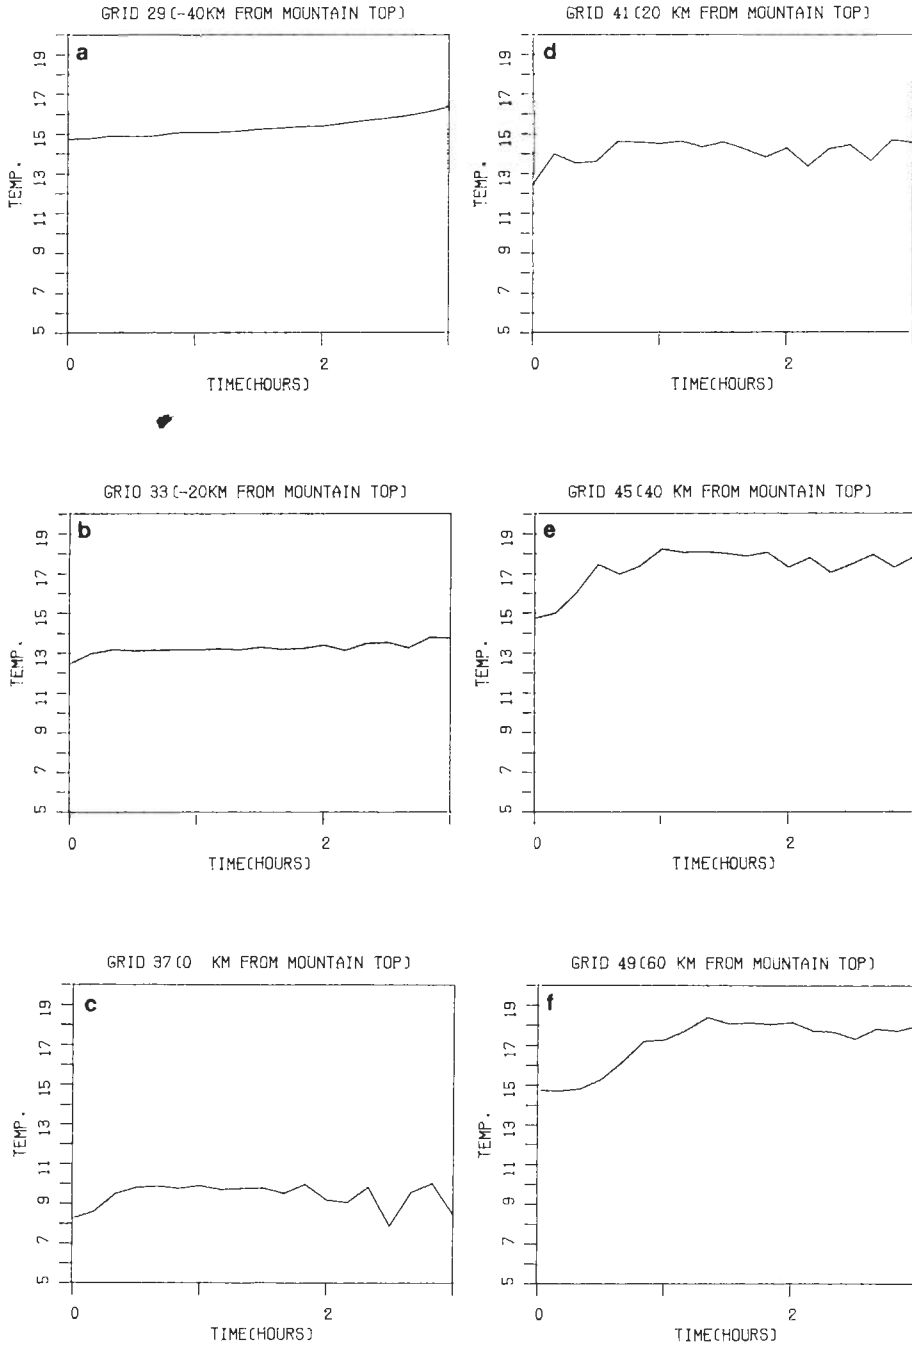 GRID 29(-40KM FROM MOUNTAIN TOP)
a
19
17
15
13
11
9
7
5
TEMP.
0 2
TIME(HOURS)
GRID 41(20 KM FROM MOUNTAIN TOP)
d
19
17
15
13
11
9
7
5
TEMP.
0 2
TIME(HOURS)
GRID 33(-20KM FROM MOUNTAIN TOP)
b
19
17
15
13
11
9
7
5
TEMP.
0 2
TIME(HOURS)
GRID 45(40 KM FROM MOUNTAIN TOP)
e
19
17
15
13
11
9
7
5
TEMP.
0 2
TIME(HOURS)
GRID 37(0 KM FROM MOUNTAIN TOP)
c
19
17
15
13
11
9
7
5
TEMP.
0 2
TIME(HOURS)
GRID 49(60 KM FROM MOUNTAIN TOP)
f
19
17
15
13
11
9
7
5
TEMP.
0 2
TIME(HOURS)